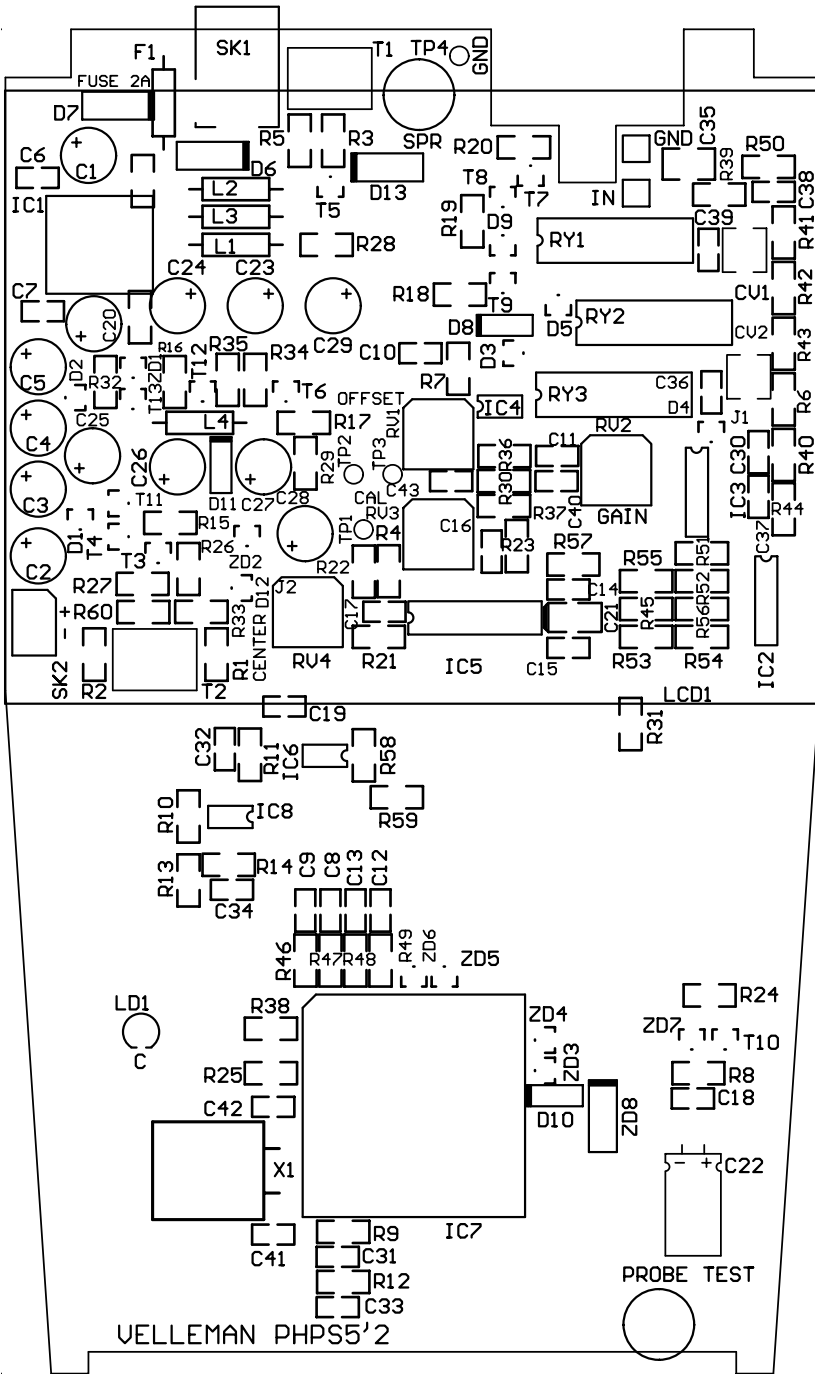 SK1
F1
T1
TP4
GND
FUSE 2A
D7
C1
R5
R3
SPR
R20
GND
C35
R39
R50
C6
IC1
D6
L2
L3
L1
T5
D13
T8
T7
R19
D9
IN
C38
RY1
C39
R41
R28
C24
C23
C7
C20
C29
R18
T9
D5
RY2
CV1
R42
D8
D3
CV2
R43
C5
D2
R32
ZD1
T13
R16
T12
R35
R34
C10
R7
T6
OFFSET
RV1
IC4
RY3
C36
D4
J1
R6
L4
R17
C4
C25
C26
D11
C27
R29
TP2
TP3
R36
C11
RV2
C30
R40
C3
C28
CAL
C43
R30
R37
C40
GAIN
IC3
R44
T11
R15
RV3
C16
TP1
R4
D1
T4
ZD2
R23
R57
R51
C37
C2
T3
R26
R22
R27
D12
J2
C14
R55
R52
+
-
R60
R33
C17
C21
R45
R56
SK2
R2
T2
R1
CENTER
RV4
R21
IC5
C15
R53
R54
IC2
LCD1
C19
R31
C32
R11
IC6
R58
R59
R10
IC8
R13
R14
C34
C9
C8
C13
C12
R46
R47
R48
R49
ZD6
ZD5
LD1
C
R38
R24
ZD4
ZD3
ZD7
T10
R25
R8
C42
D10
ZD8
C18
X1
- +
C22
C41
R9
IC7
C31
R12
C33
PROBE TEST
VELLEMAN PHPS5'2